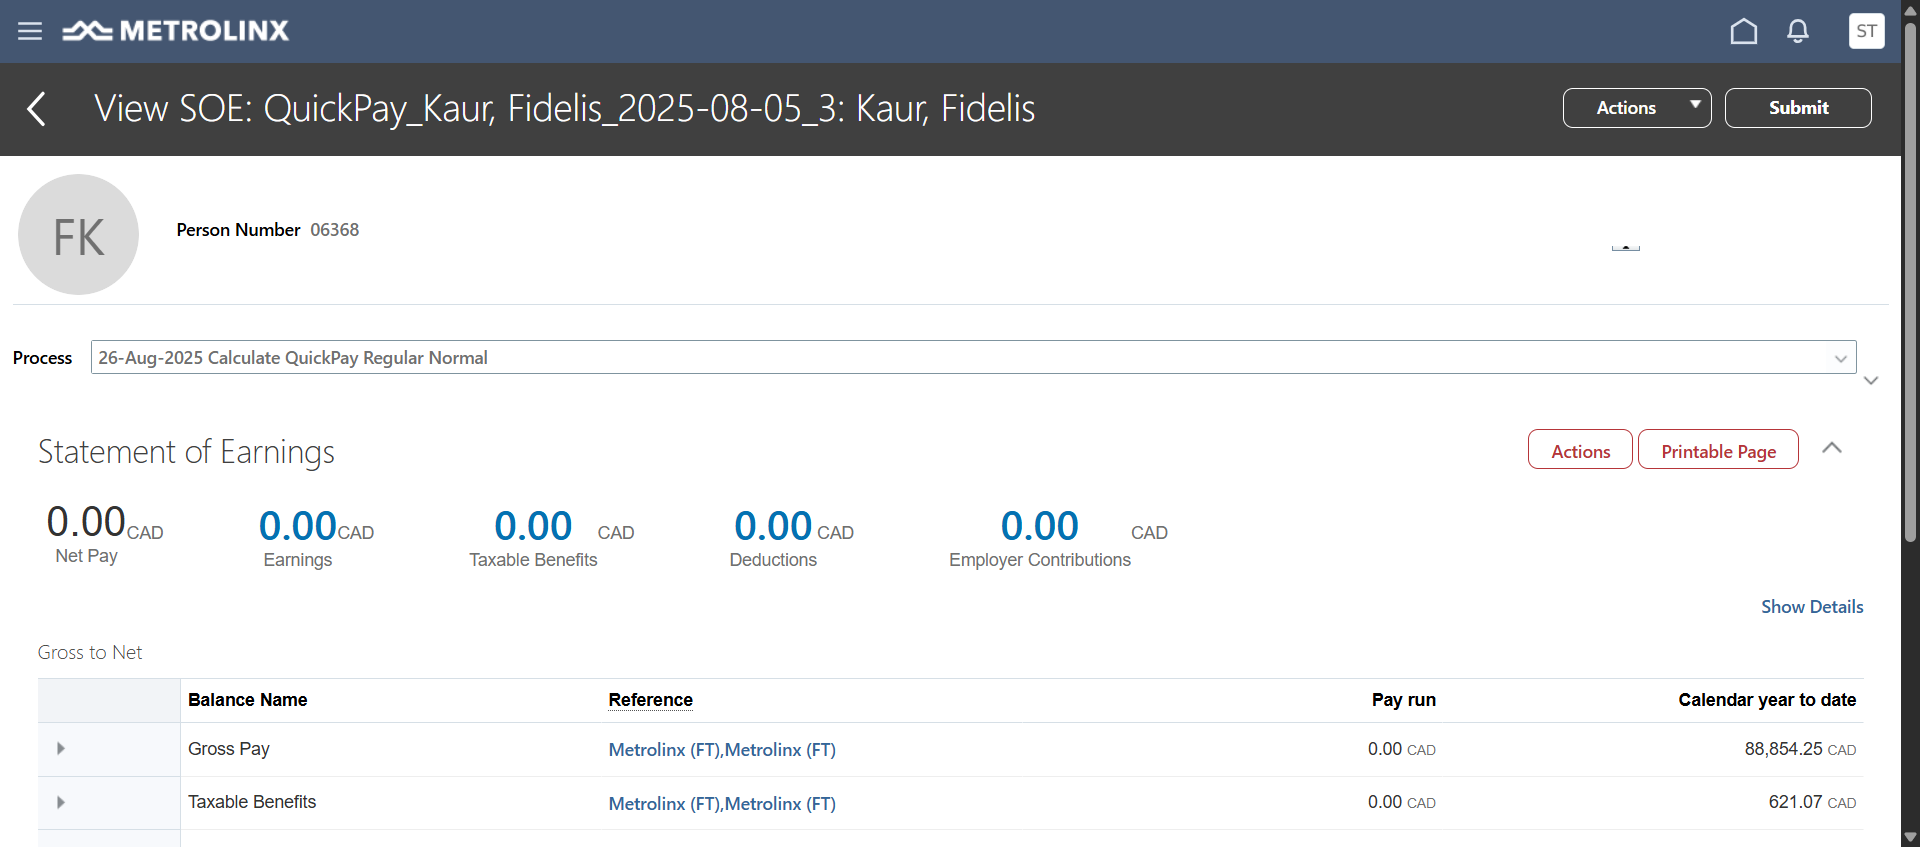 METROLINX
ST
View SOE: QuickPay_Kaur, Fidelis_2025-08-05_3: Kaur, Fidelis
Actions
Submit
FK
Person Number 06368
Process
26-Aug-2025 Calculate QuickPay Regular Normal
Statement of Earnings
Actions
Printable Page
0.00 CAD
Net Pay
0.00 CAD
Earnings
0.00 CAD
Taxable Benefits
0.00 CAD
Deductions
0.00 CAD
Employer Contributions
Show Details
Gross to Net
Balance Name Reference Pay run Calendar year to date
Gross Pay Metrolinx (FT),Metrolinx (FT) 0.00 CAD 88,854.25 CAD
Taxable Benefits Metrolinx (FT),Metrolinx (FT) 0.00 CAD 621.07 CAD